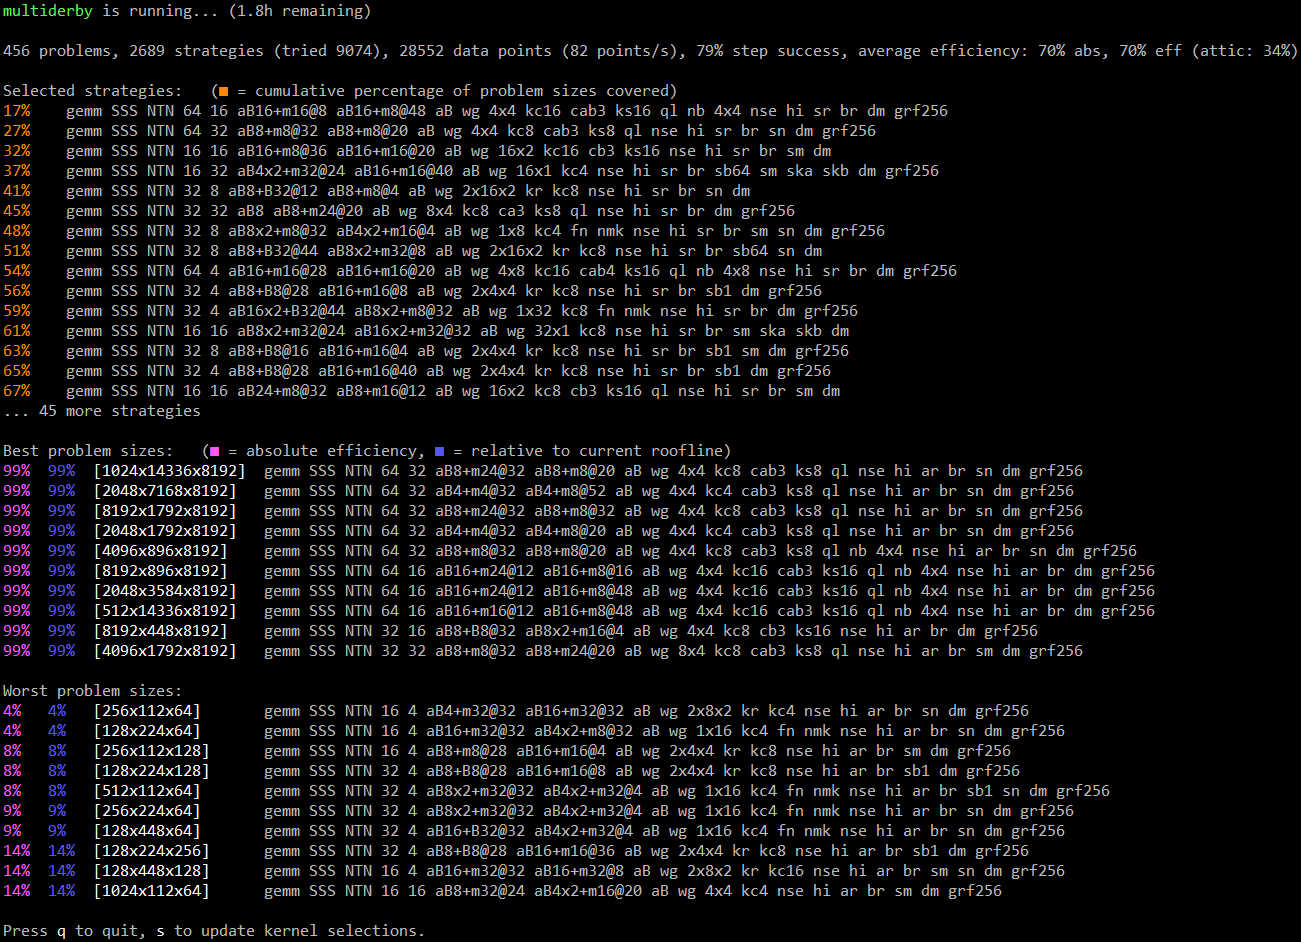 multiderby is running... (1.8h remaining)
456 problems, 2689 strategies (tried 9074), 28552 data points (82 points/s), 79% step success, average efficiency: 70% abs, 70% eff (attic: 34%)
Selected strategies:   (■ = cumulative percentage of problem sizes covered)
17%    gemm SSS NTN 64 16 aB16+m16@8 aB16+m8@48 aB wg 4x4 kc16 cab3 ks16 ql nb 4x4 nse hi sr br dm grf256
27%    gemm SSS NTN 64 32 aB8+m8@32 aB8+m8@20 aB wg 4x4 kc8 cab3 ks8 ql nse hi sr br sn dm grf256
32%    gemm SSS NTN 16 16 aB16+m8@36 aB16+m16@20 aB wg 16x2 kc16 cb3 ks16 nse hi sr br sm dm
37%    gemm SSS NTN 16 32 aB4x2+m32@24 aB16+m16@40 aB wg 16x1 kc4 nse hi sr br sb64 sm ska skb dm grf256
41%    gemm SSS NTN 32 8 aB8+B32@12 aB8+m8@4 aB wg 2x16x2 kr kc8 nse hi sr br sn dm
45%    gemm SSS NTN 32 32 aB8 aB8+m24@20 aB wg 8x4 kc8 ca3 ks8 ql nse hi sr br dm grf256
48%    gemm SSS NTN 32 8 aB8x2+m8@32 aB4x2+m16@4 aB wg 1x8 kc4 fn nmk nse hi sr br sm sn dm grf256
51%    gemm SSS NTN 32 8 aB8+B32@44 aB8x2+m32@8 aB wg 2x16x2 kr kc8 nse hi sr br sb64 sn dm
54%    gemm SSS NTN 64 4 aB16+m16@28 aB16+m16@20 aB wg 4x8 kc16 cab4 ks16 ql nb 4x8 nse hi sr br dm grf256
56%    gemm SSS NTN 32 4 aB8+B8@28 aB16+m16@8 aB wg 2x4x4 kr kc8 nse hi sr br sb1 dm grf256
59%    gemm SSS NTN 32 4 aB16x2+B32@44 aB8x2+m8@32 aB wg 1x32 kc8 fn nmk nse hi sr br dm grf256
61%    gemm SSS NTN 16 16 aB8x2+m32@24 aB16x2+m32@32 aB wg 32x1 kc8 nse hi sr br sm ska skb dm
63%    gemm SSS NTN 32 8 aB8+B8@16 aB16+m16@4 aB wg 2x4x4 kr kc8 nse hi sr br sb1 sm dm grf256
65%    gemm SSS NTN 32 4 aB8+B8@28 aB16+m16@40 aB wg 2x4x4 kr kc8 nse hi sr br sb1 dm grf256
67%    gemm SSS NTN 16 16 aB24+m8@32 aB8+m16@12 aB wg 16x2 kc8 cb3 ks16 ql nse hi sr br sm dm
... 45 more strategies
Best problem sizes:   (■ = absolute efficiency, ■ = relative to current roofline)
99%  99%  [1024x14336x8192]  gemm SSS NTN 64 32 aB8+m24@32 aB8+m8@20 aB wg 4x4 kc8 cab3 ks8 ql nse hi ar br sn dm grf256
99%  99%  [2048x7168x8192]   gemm SSS NTN 64 32 aB4+m4@32 aB4+m8@52 aB wg 4x4 kc4 cab3 ks8 ql nse hi ar br sn dm grf256
99%  99%  [8192x1792x8192]   gemm SSS NTN 64 32 aB8+m24@32 aB8+m8@32 aB wg 4x4 kc8 cab3 ks8 ql nse hi ar br sn dm grf256
99%  99%  [2048x1792x8192]   gemm SSS NTN 64 32 aB4+m4@32 aB4+m8@20 aB wg 4x4 kc4 cab3 ks8 ql nse hi ar br sn dm grf256
99%  99%  [4096x896x8192]    gemm SSS NTN 64 32 aB8+m8@32 aB8+m8@20 aB wg 4x4 kc8 cab3 ks8 ql nb 4x4 nse hi ar br sn dm grf256
99%  99%  [8192x896x8192]    gemm SSS NTN 64 16 aB16+m24@12 aB16+m8@16 aB wg 4x4 kc16 cab3 ks16 ql nb 4x4 nse hi ar br dm grf256
99%  99%  [2048x3584x8192]   gemm SSS NTN 64 16 aB16+m24@12 aB16+m8@48 aB wg 4x4 kc16 cab3 ks16 ql nb 4x4 nse hi ar br dm grf256
99%  99%  [512x14336x8192]   gemm SSS NTN 64 16 aB16+m16@12 aB16+m8@48 aB wg 4x4 kc16 cab3 ks16 ql nb 4x4 nse hi ar br dm grf256
99%  99%  [8192x448x8192]    gemm SSS NTN 32 16 aB8+B8@32 aB8x2+m16@4 aB wg 4x4 kc8 cb3 ks16 nse hi ar br dm grf256
99%  99%  [4096x1792x8192]   gemm SSS NTN 32 32 aB8+m8@32 aB8+m24@20 aB wg 8x4 kc8 cab3 ks8 ql nse hi ar br sm dm grf256
Worst problem sizes:
4%   4%   [256x112x64]       gemm SSS NTN 16 4 aB4+m32@32 aB16+m32@32 aB wg 2x8x2 kr kc4 nse hi ar br sn dm grf256
4%   4%   [128x224x64]       gemm SSS NTN 16 4 aB16+m32@32 aB4x2+m8@32 aB wg 1x16 kc4 fn nmk nse hi ar br sn dm grf256
8%   8%   [256x112x128]      gemm SSS NTN 16 4 aB8+m8@28 aB16+m16@4 aB wg 2x4x4 kr kc8 nse hi ar br sm dm grf256
8%   8%   [128x224x128]      gemm SSS NTN 32 4 aB8+B8@28 aB16+m16@8 aB wg 2x4x4 kr kc8 nse hi ar br sb1 dm grf256
8%   8%   [512x112x64]       gemm SSS NTN 32 4 aB8x2+m32@32 aB4x2+m32@4 aB wg 1x16 kc4 fn nmk nse hi ar br sb1 sn dm grf256
9%   9%   [256x224x64]       gemm SSS NTN 32 4 aB8x2+m32@32 aB4x2+m32@4 aB wg 1x16 kc4 fn nmk nse hi ar br sn dm grf256
9%   9%   [128x448x64]       gemm SSS NTN 32 4 aB16+B32@32 aB4x2+m32@4 aB wg 1x16 kc4 fn nmk nse hi ar br sn dm grf256
14%  14%  [128x224x256]      gemm SSS NTN 32 4 aB8+B8@28 aB16+m16@36 aB wg 2x4x4 kr kc8 nse hi ar br sb1 dm grf256
14%  14%  [128x448x128]      gemm SSS NTN 16 4 aB16+m32@32 aB16+m32@8 aB wg 2x8x2 kr kc16 nse hi ar br sm sn dm grf256
14%  14%  [1024x112x64]      gemm SSS NTN 16 16 aB8+m32@24 aB4x2+m16@20 aB wg 4x4 kc4 nse hi ar br sm dm grf256
Press q to quit, s to update kernel selections.